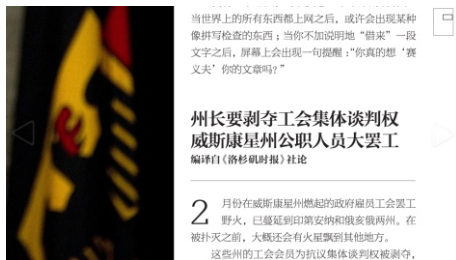 当世界上的所有东西都上网之后，或许会出现某种
像拼写检查的东西；当你不加说明地“借来”一段
文字之后，屏幕上会出现一句提醒：“你真的想‘赛
义夫’你的文章吗？”
州长要剥夺工会集体谈判权
威斯康星州公职人员大罢工
编译自《洛杉矶时报》社论
2月份在威斯康星州燃起的政府雇员工会罢工
野火，已蔓延到印第安纳和俄亥俄两州。在
被扑灭之前，大概还会有火星飘到其他地方。
这些州的工会会员为抗议集体谈判权被剥夺，